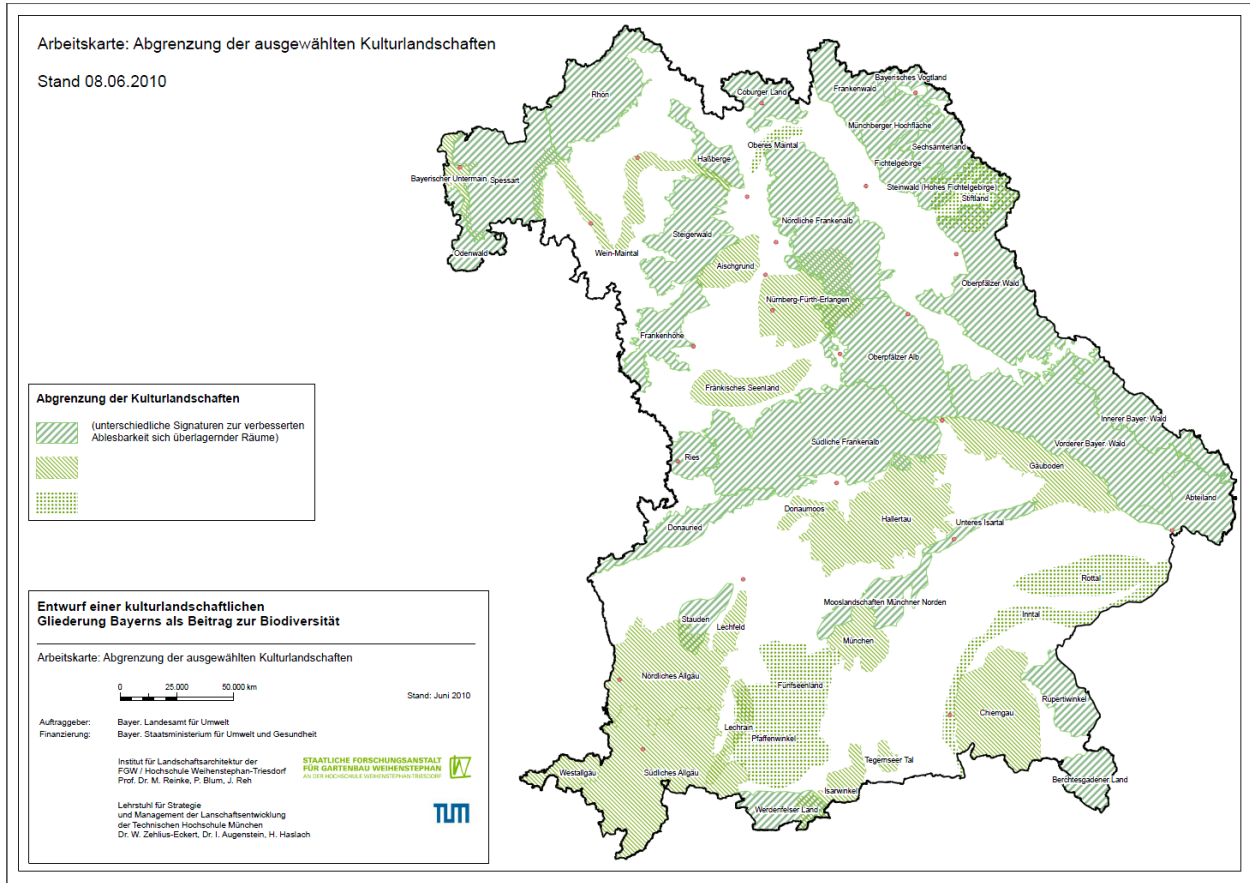 Arbeitskarte: Abgrenzung der ausgewählten Kulturlandschaften
Stand 08.06.2010
Abgrenzung der Kulturlandschaften
(unterschiedliche Signaturen zur verbesserten
Ablesbarkeit sich überlagernder Räume)
Entwurf einer kulturlandschaftlichen
Gliederung Bayerns als Beitrag zur Biodiversität
Arbeitskarte: Abgrenzung der ausgewählten Kulturlandschaften
0 25.000 50.000 km
Stand: Juni 2010
Auftraggeber: Bayer. Landesamt für Umwelt
Finanzierung: Bayer. Staatsministerium für Umwelt und Gesundheit
Institut für Landschaftsarchitektur der
FGW / Hochschule Weihenstephan-Triesdorf
Prof. Dr. M. Reinke, P. Blum, J. Reh
STAATLICHE FORSCHUNGSANSTALT
FÜR GARTENBAU WEIHENSTEPHAN
AN DER HOCHSCHULE WEIHENSTEPHAN-TRIESDORF
Lehrstuhl für Strategie
und Management der Lanschaftsentwicklung
der Technischen Hochschule München
Dr. W. Zehlius-Eckert, Dr. I. Augenstein, H. Haslach
TUM
Bayerisches Vogtland
Rhön
Coburger Land
Frankenwald
Münchberger Hochfläche
Oberes Maintal
Sechsämterland
Haßberge
Fichtelgebirge
Bayerischer Untermain
Spessart
Steinwald (Hohes Fichtelgebirge)
Stiftland
Nördliche Frankenalb
Steigerwald
Odenwald
Wein-Maintal
Aischgrund
Oberpfälzer Wald
Nürnberg-Fürth-Erlangen
Frankenhöhe
Oberpfälzer Alb
Fränkisches Seenland
Innerer Bayer. Wald
Südliche Frankenalb
Vorderer Bayer. Wald
Ries
Gäuboden
Abteiland
Donaumoos
Hallertau
Donauried
Unteres Isartal
Rottal
Mooslandschaften Münchner Norden
Inntal
Stauden
Lechfeld
München
Nördliches Allgäu
Fünfseenland
Rupertiwinkel
Chiemgau
Lechrain
Pfaffenwinkel
Tegernseer Tal
Westallgäu
Südliches Allgäu
Berchtesgadener Land
Isarwinkel
Werdenfelser Land